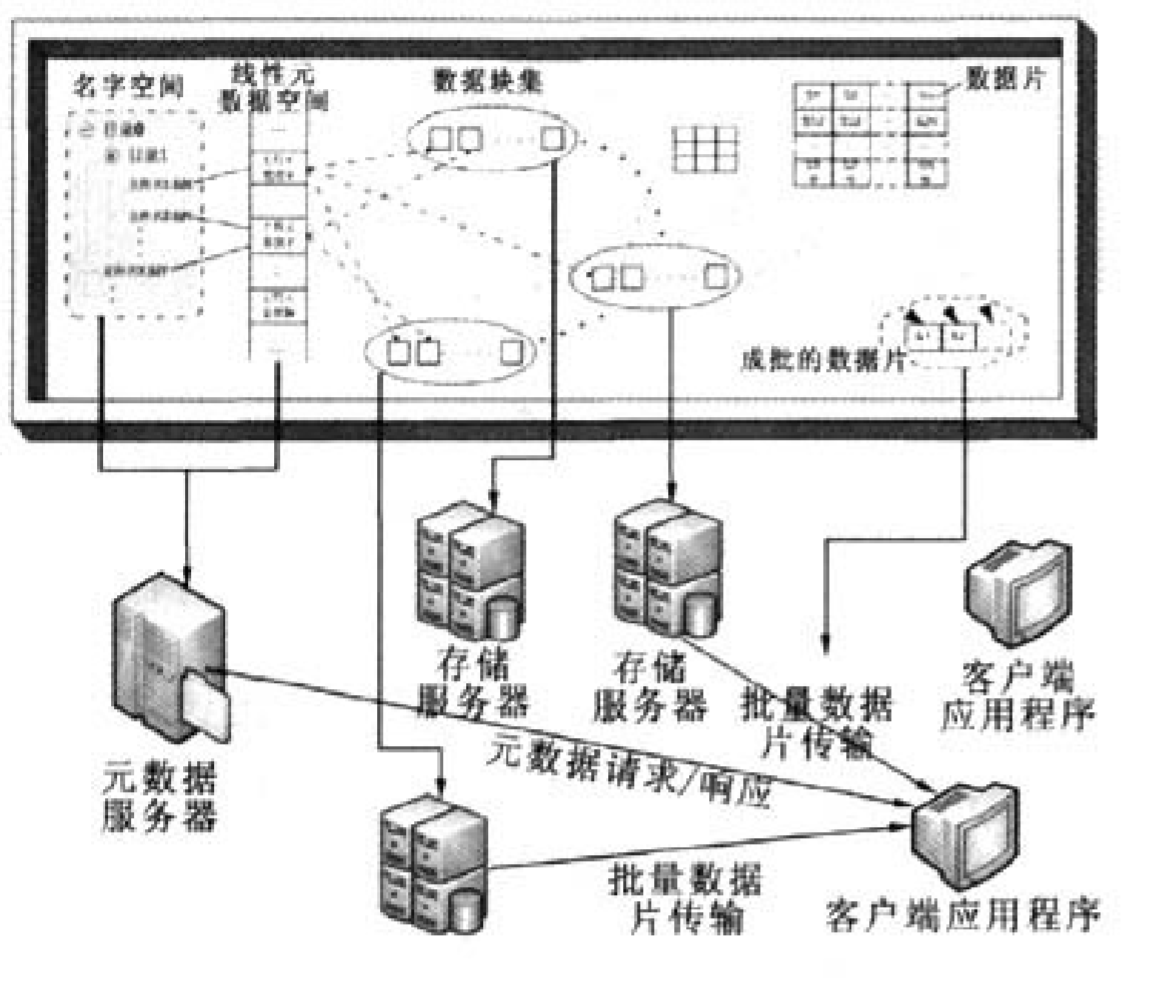 名字空间
线性元
数据空间
数据块集
数据片
成批的数据片
存储
服务器
存储
服务器
批量数据
片传输
客户端
应用程序
元数据
服务器
元数据请求/响应
批量数据
片传输
客户端应用程序